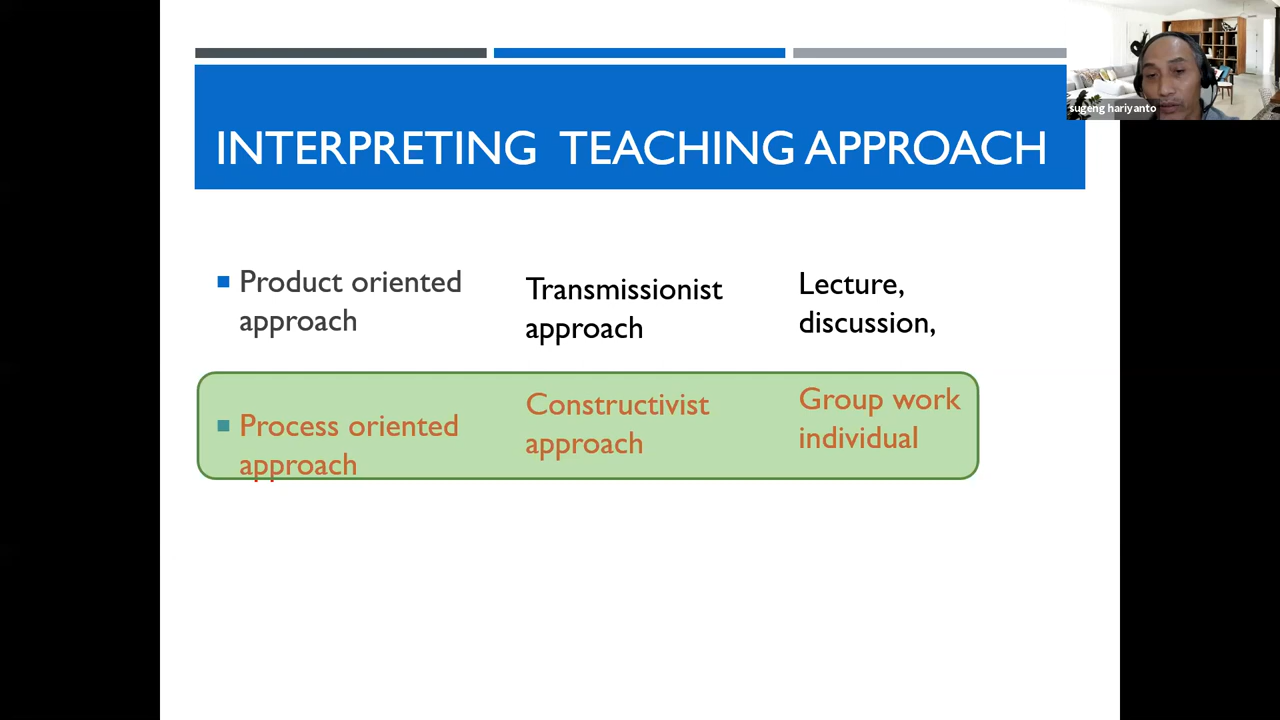 sugeng hariyanto
INTERPRETING TEACHING APPROACH
Product oriented
approach
Transmissionist
approach
Lecture,
discussion,
Process oriented
approach
Constructivist
approach
Group work
individual